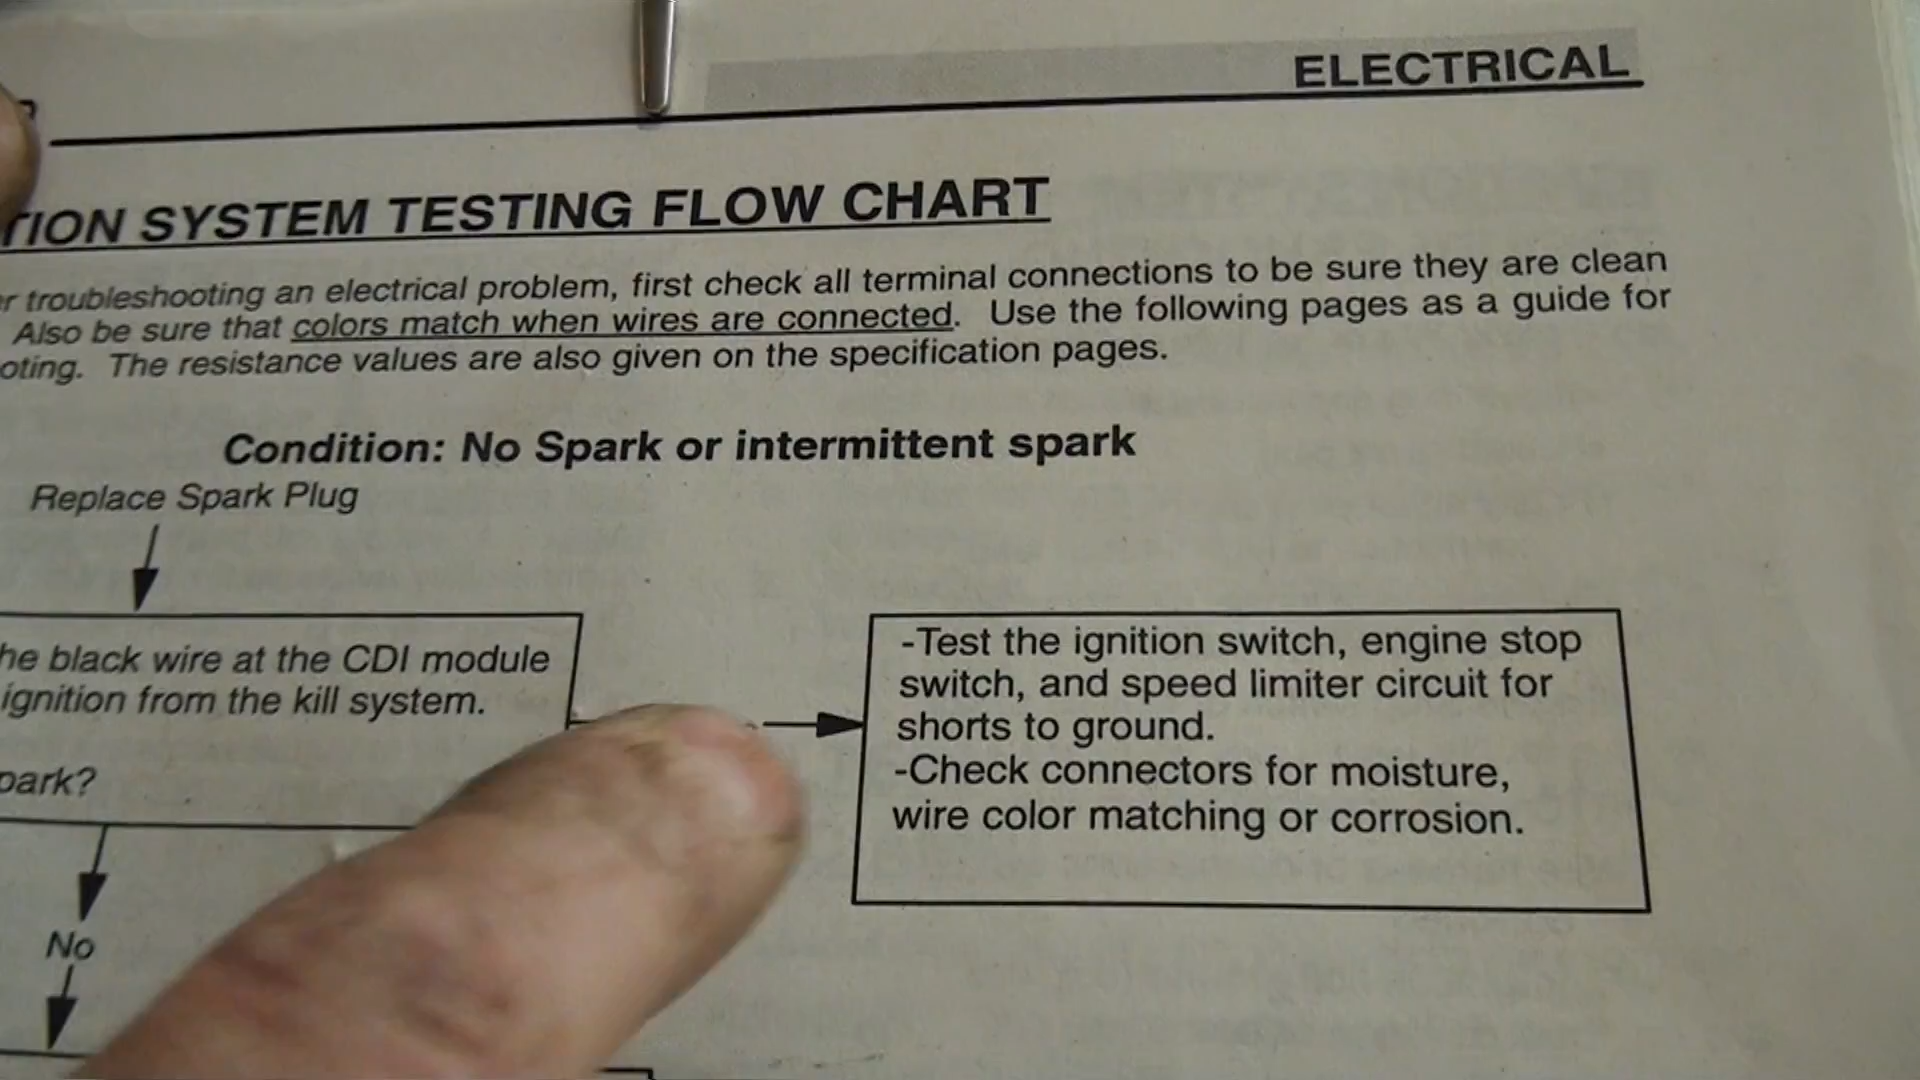 ELECTRICAL
TION SYSTEM TESTING FLOW CHART
troubleshooting an electrical problem, first check all terminal connections to be sure they are clean
Also be sure that colors match when wires are connected. Use the following pages as a guide for
oting. The resistance values are also given on the specification pages.
Condition: No Spark or intermittent spark
Replace Spark Plug
he black wire at the CDI module
ignition from the kill system.
park?
No
-Test the ignition switch, engine stop
switch, and speed limiter circuit for
shorts to ground.
-Check connectors for moisture,
wire color matching or corrosion.